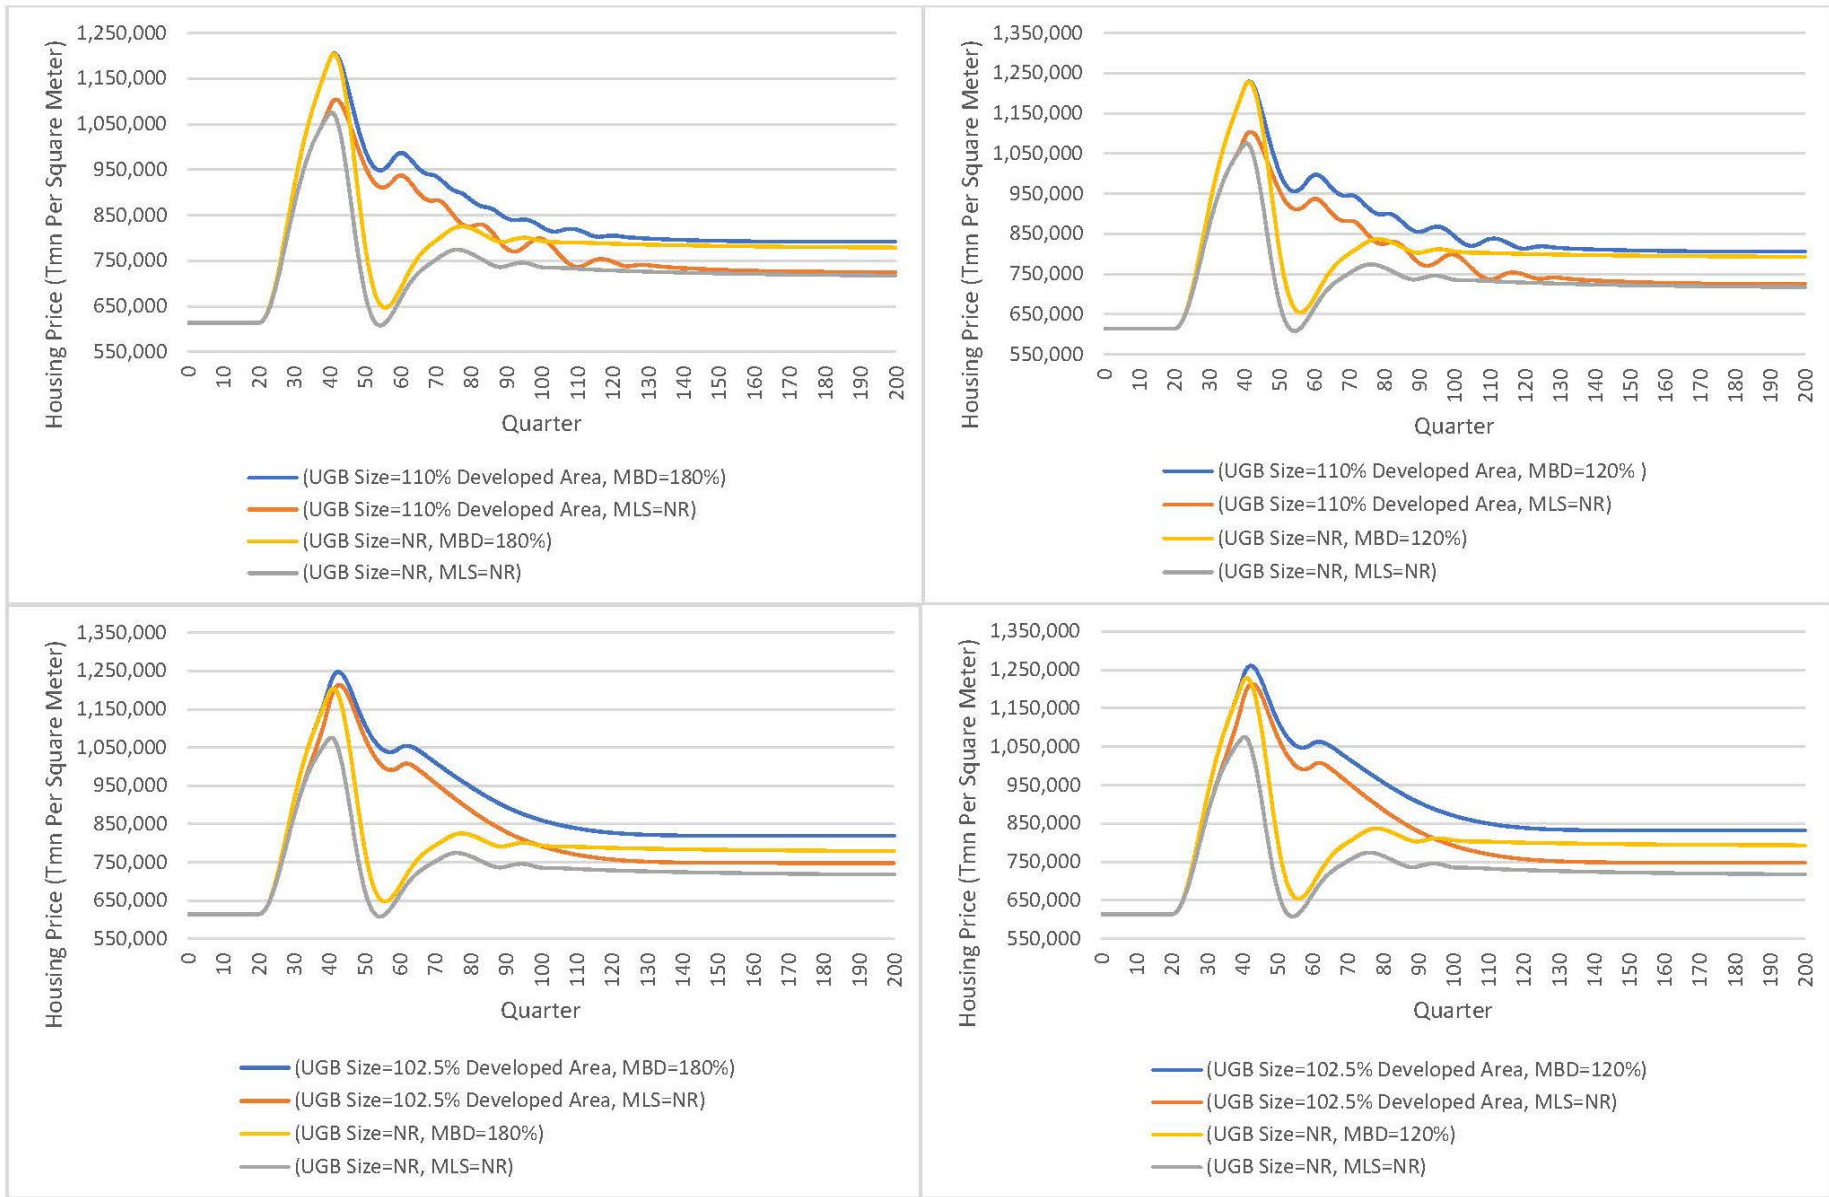 Housing Price (Tmn Per Square Meter)
1,250,000
1,150,000
1,050,000
950,000
850,000
750,000
650,000
550,000
0 10 20 30 40 50 60 70 80 90 100 110 120 130 140 150 160 170 180 190 200
Quarter
(UGB Size=110% Developed Area, MBD=180%)
(UGB Size=110% Developed Area, MLS=NR)
(UGB Size=NR, MBD=180%)
(UGB Size=NR, MLS=NR)
Housing Price (Tmn Per Square Meter)
1,350,000
1,250,000
1,150,000
1,050,000
950,000
850,000
750,000
650,000
550,000
0 10 20 30 40 50 60 70 80 90 100 110 120 130 140 150 160 170 180 190 200
Quarter
(UGB Size=110% Developed Area, MBD=120% )
(UGB Size=110% Developed Area, MLS=NR)
(UGB Size=NR, MBD=120%)
(UGB Size=NR, MLS=NR)
Housing Price (Tmn Per Square Meter)
1,350,000
1,250,000
1,150,000
1,050,000
950,000
850,000
750,000
650,000
550,000
0 10 20 30 40 50 60 70 80 90 100 110 120 130 140 150 160 170 180 190 200
Quarter
(UGB Size=102.5% Developed Area, MBD=180%)
(UGB Size=102.5% Developed Area, MLS=NR)
(UGB Size=NR, MBD=180%)
(UGB Size=NR, MLS=NR)
Housing Price (Tmn Per Square Meter)
1,350,000
1,250,000
1,150,000
1,050,000
950,000
850,000
750,000
650,000
550,000
0 10 20 30 40 50 60 70 80 90 100 110 120 130 140 150 160 170 180 190 200
Quarter
(UGB Size=102.5% Developed Area, MBD=120%)
(UGB Size=102.5% Developed Area, MLS=NR)
(UGB Size=NR, MBD=120%)
(UGB Size=NR, MLS=NR)